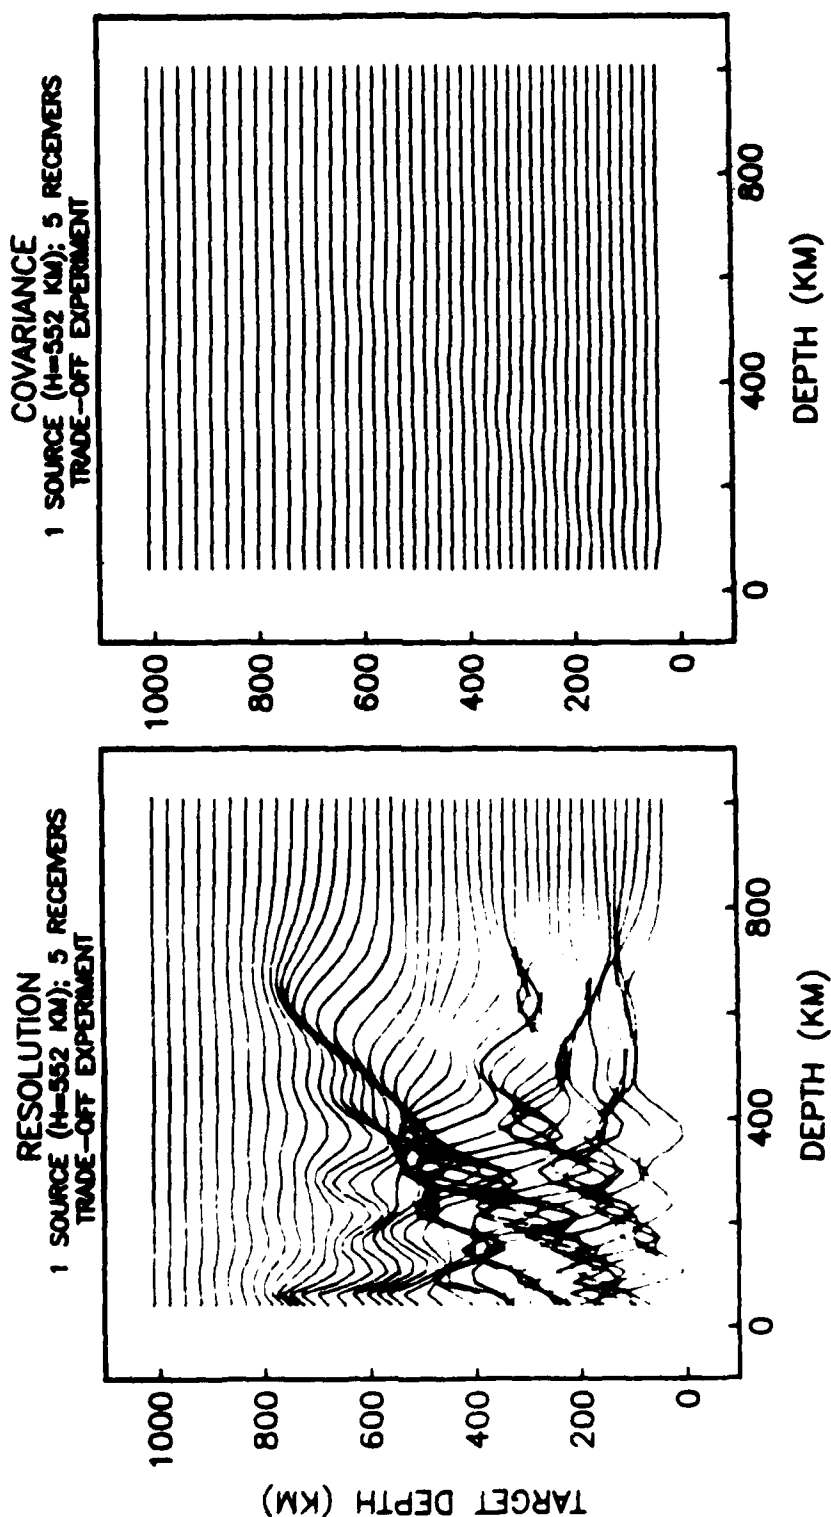 RESOLUTION
1 SOURCE (H=552 KM); 5 RECEIVERS
TRADE-OFF EXPERIMENT
TARGET DEPTH (KM)
1000
800
600
400
200
0
0
400
800
DEPTH (KM)
COVARIANCE
1 SOURCE (H=552 KM); 5 RECEIVERS
TRADE-OFF EXPERIMENT
1000
800
600
400
200
0
0
400
800
DEPTH (KM)